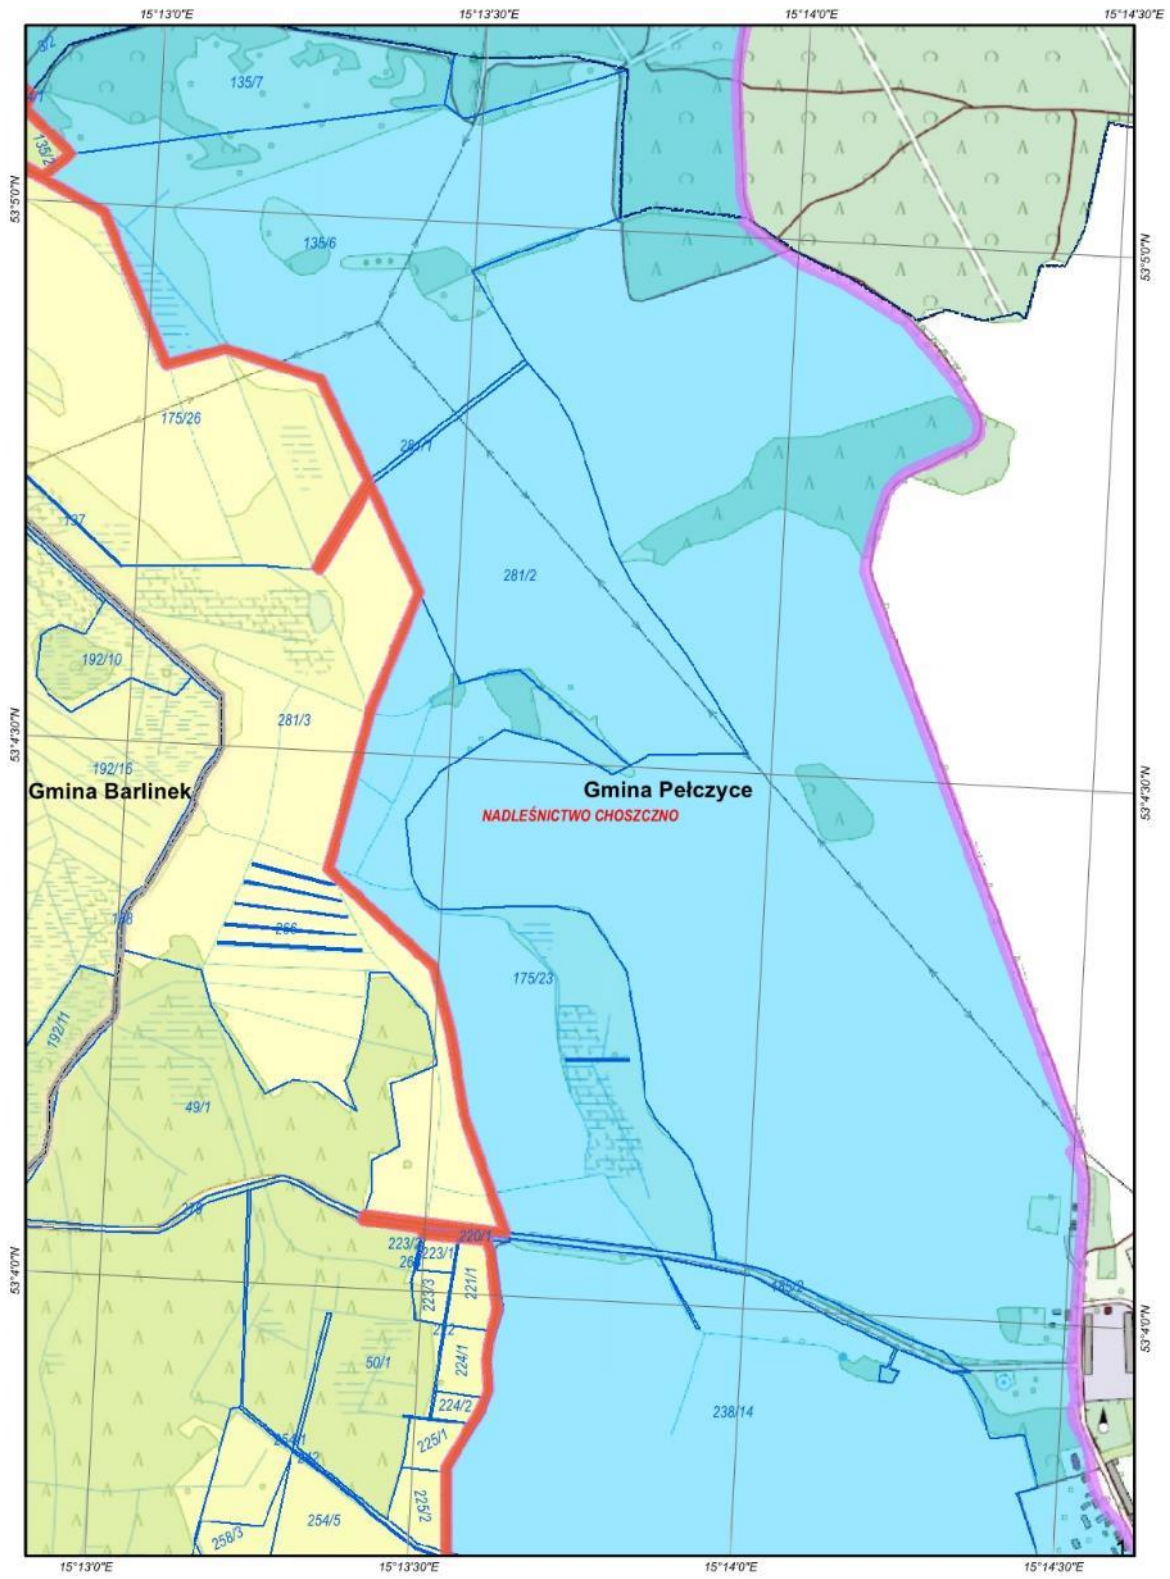 15°13'0"E
15°13'30"E
15°14'0"E
15°14'30"E
135/7
135/2
53°5'0"N
135/6
53°5'0"N
175/26
281/1
137
281/2
192/10
281/3
53°4'30"N
192/16
Gmina Barlinek
Gmina Pełczyce
53°4'30"N
NADLEŚNICTWO CHOSZCZNO
266
175/23
192/11
49/1
223/2
220/1
223/1
221/1
223/3
53°4'0"N
185/2
53°4'0"N
50/1
224/1
224/2
238/14
225/1
254/1
225/2
254/5
258/3
15°13'0"E
15°13'30"E
15°14'0"E
15°14'30"E